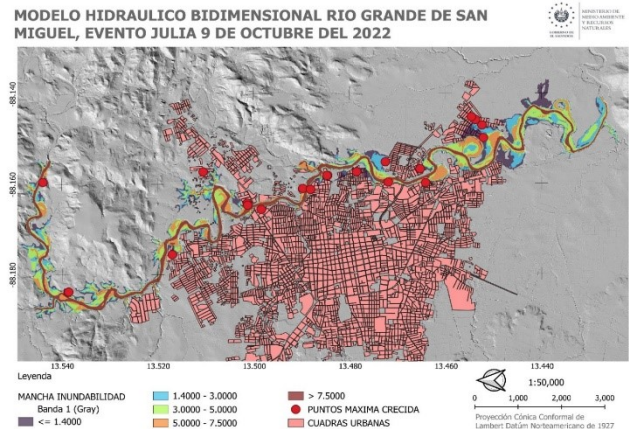 MODELO HIDRAULICO BIDIMENSIONAL RIO GRANDE DE SAN
MIGUEL, EVENTO JULIA 9 DE OCTUBRE DEL 2022
MINISTERIO DE
MEDIO AMBIENTE
Y RECURSOS
NATURALES
GOBIERNO DE
EL SALVADOR
-88.140
-88.160
-88.180
13.540
13.520
13.500
13.480
13.460
13.440
Leyenda
MANCHA INUNDABILIDAD
Banda 1 (Gray)
<= 1.4000
1.4000 - 3.0000
3.0000 - 5.0000
5.0000 - 7.5000
> 7.5000
PUNTOS MAXIMA CRECIDA
CUADRAS URBANAS
1:50,000
0 1,000 2,000 3,000
Proyección Cónica Conformal de
Lambert Datúm Norteamericano de 1927